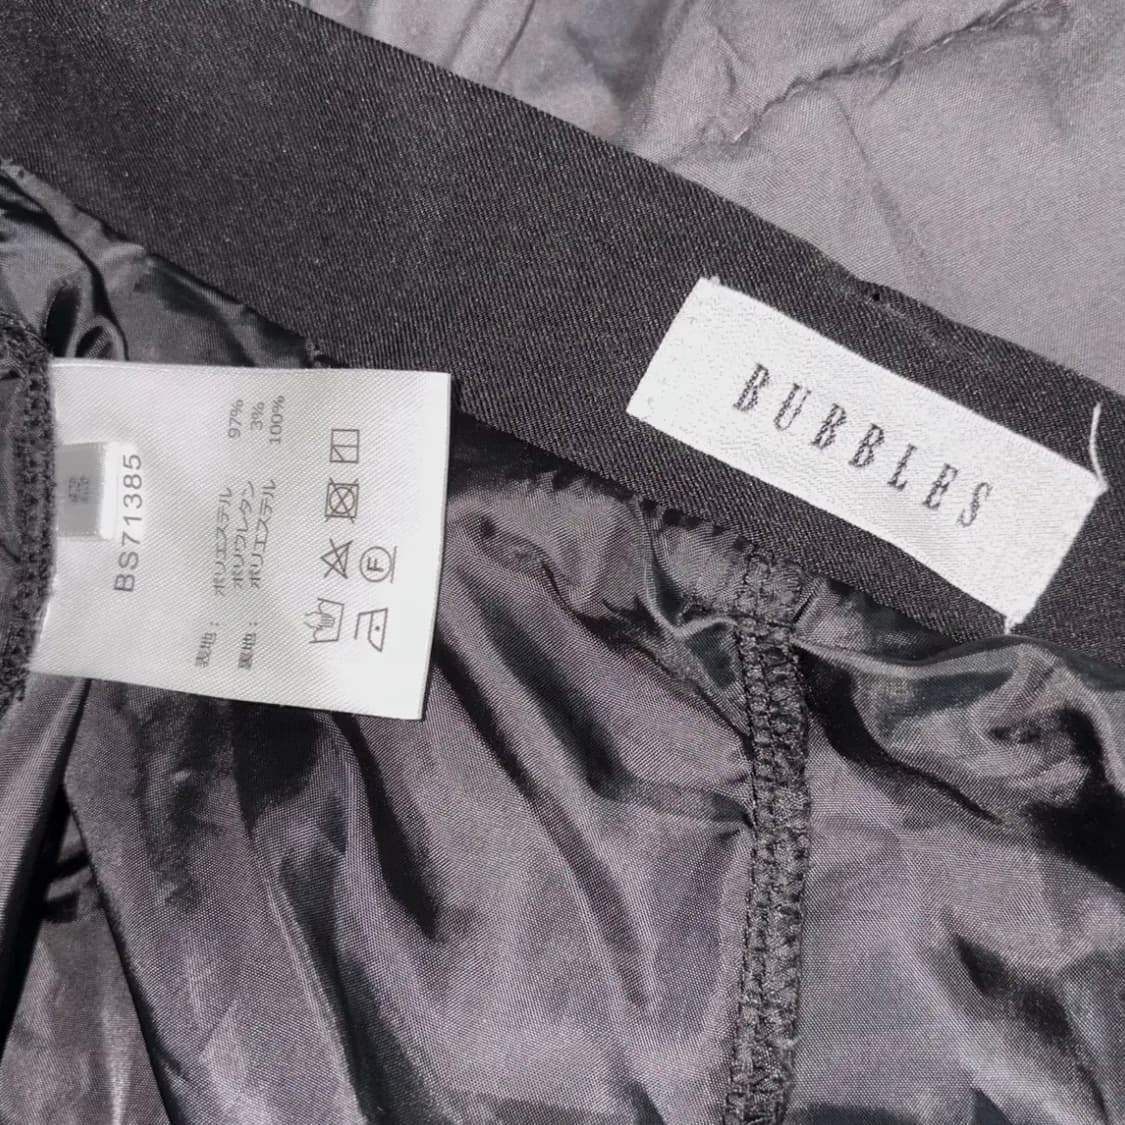 BUBBLES
BS71385
表地： ポリエステル 97%
ポリウレタン 3%
裏地： ポリエステル 100%
F